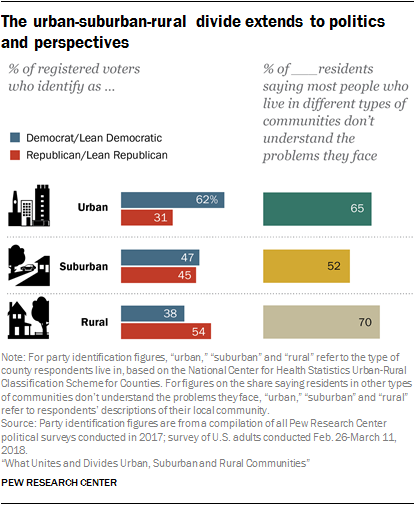 The urban-suburban-rural divide extends to politics
and perspectives
% of registered voters
who identify as ...
% of ___residents
saying most people who
live in different types of
communities don't
understand the
problems they face
Democrat/Lean Democratic
Republican/Lean Republican
Urban
62%
31
65
Suburban
47
45
52
Rural
38
54
70
Note: For party identification figures, “urban,” “suburban” and “rural” refer to the type of
county respondents live in, based on the National Center for Health Statistics Urban-Rural
Classification Scheme for Counties. For figures on the share saying residents in other types
of communities don’t understand the problems they face, “urban,” “suburban” and “rural”
refer to respondents’ descriptions of their local community.
Source: Party identification figures are from a compilation of all Pew Research Center
political surveys conducted in 2017; survey of U.S. adults conducted Feb. 26-March 11,
2018.
“What Unites and Divides Urban, Suburban and Rural Communities”
PEW RESEARCH CENTER